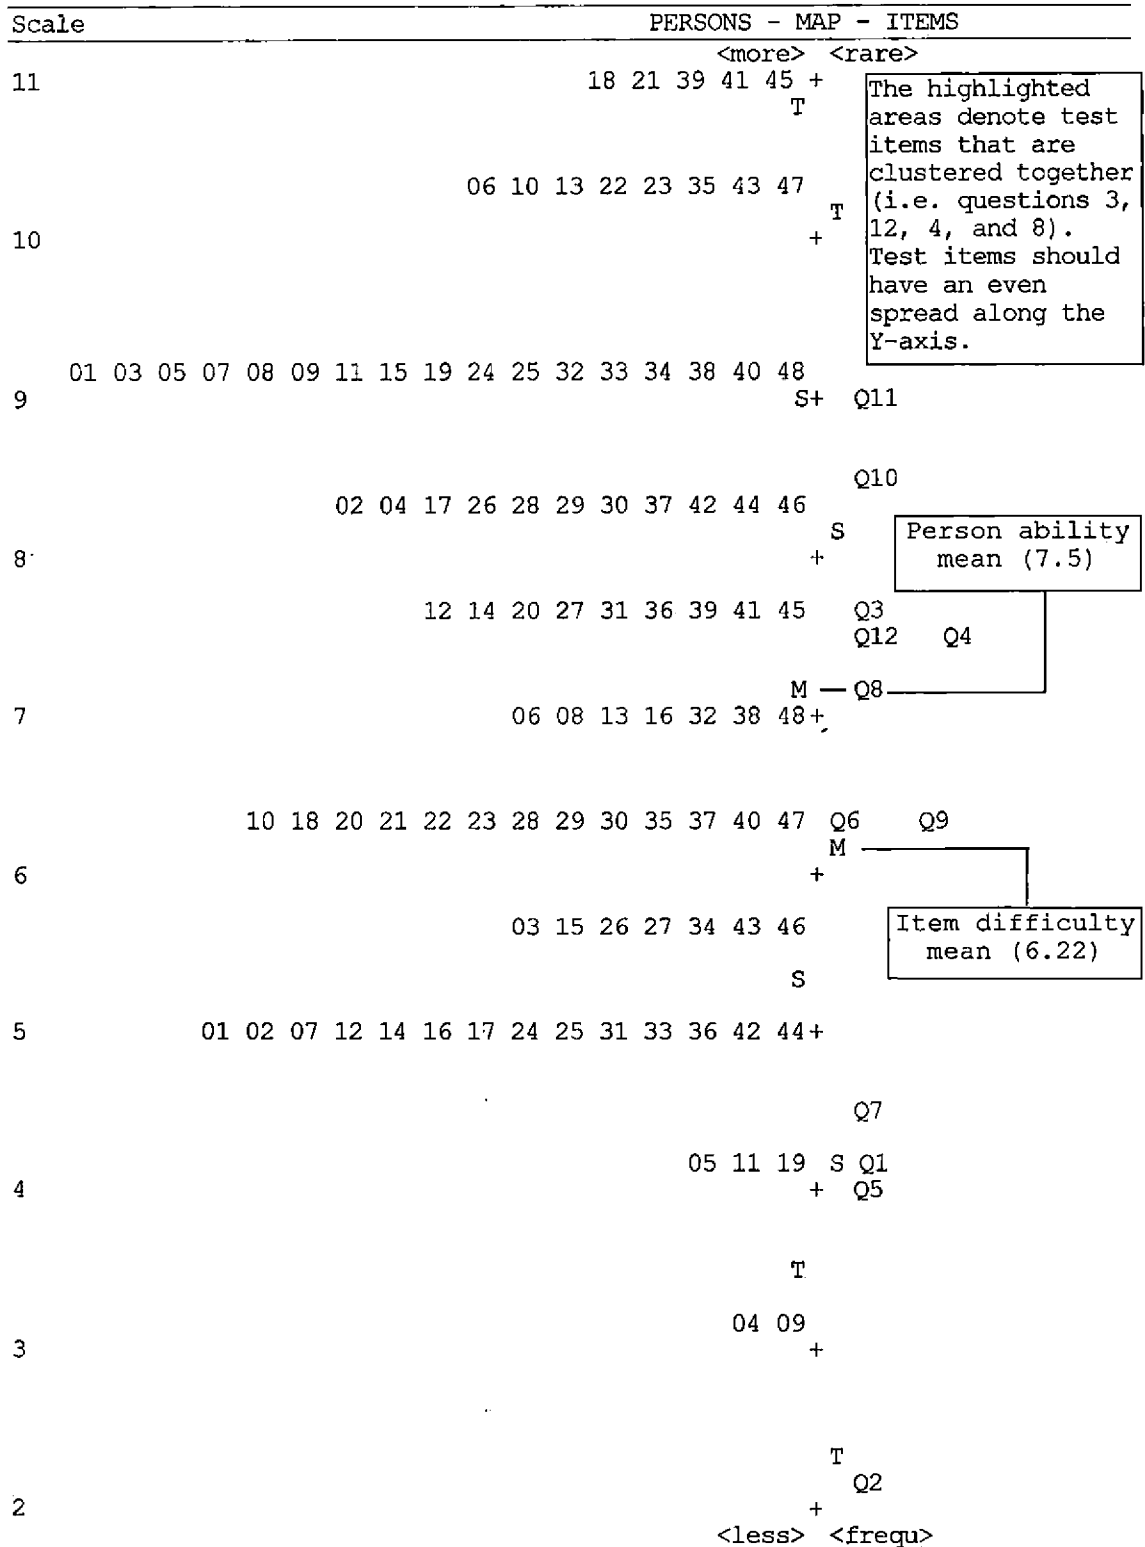 Scale PERSONS - MAP - ITEMS
<more> <rare>
11 18 21 39 41 45 +
T
The highlighted
areas denote test
items that are
clustered together
(i.e. questions 3,
12, 4, and 8).
Test items should
have an even
spread along the
Y-axis.
06 10 13 22 23 35 43 47
T
10 +
01 03 05 07 08 09 11 15 19 24 25 32 33 34 38 40 48
9 S+ Q11
Q10
02 04 17 26 28 29 30 37 42 44 46
S
Person ability
mean (7.5)
8 +
12 14 20 27 31 36 39 41 45 Q3
Q12 Q4
M — Q8
7 06 08 13 16 32 38 48+
10 18 20 21 22 23 28 29 30 35 37 40 47 Q6 Q9
M
6 +
Item difficulty
mean (6.22)
03 15 26 27 34 43 46
S
5 01 02 07 12 14 16 17 24 25 31 33 36 42 44+
Q7
05 11 19 S Q1
4 + Q5
T
04 09
3 +
T
Q2
2 +
<less> <frequ>